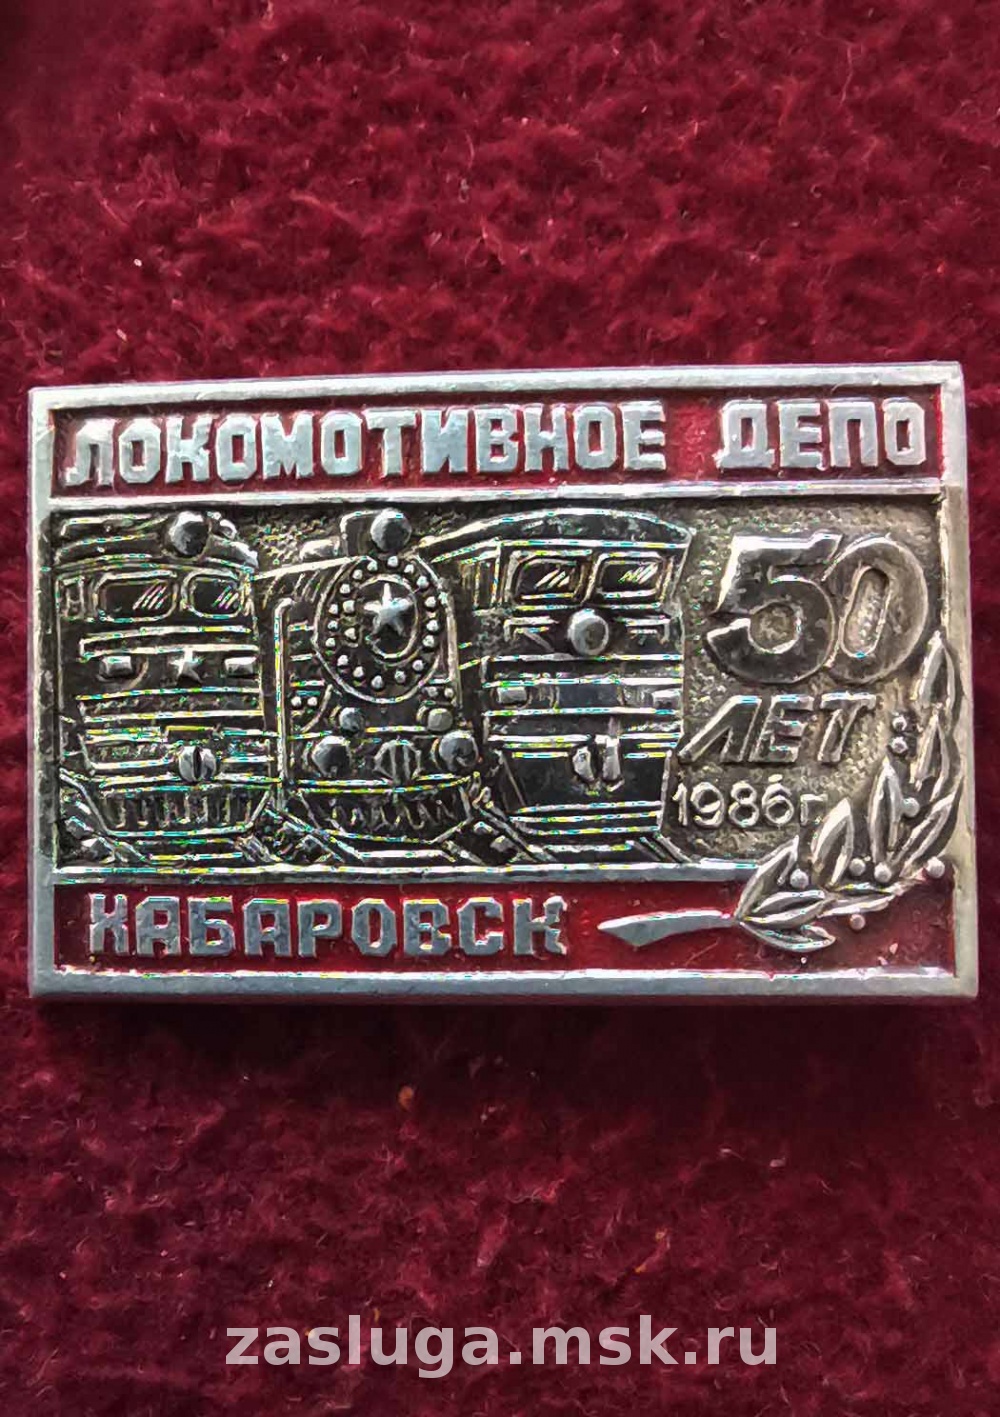 ЛОКОМОТИВНОЕ ДЕПО
50
ЛЕТ
1986г.
ХАБАРОВСК
zasluga.msk.ru